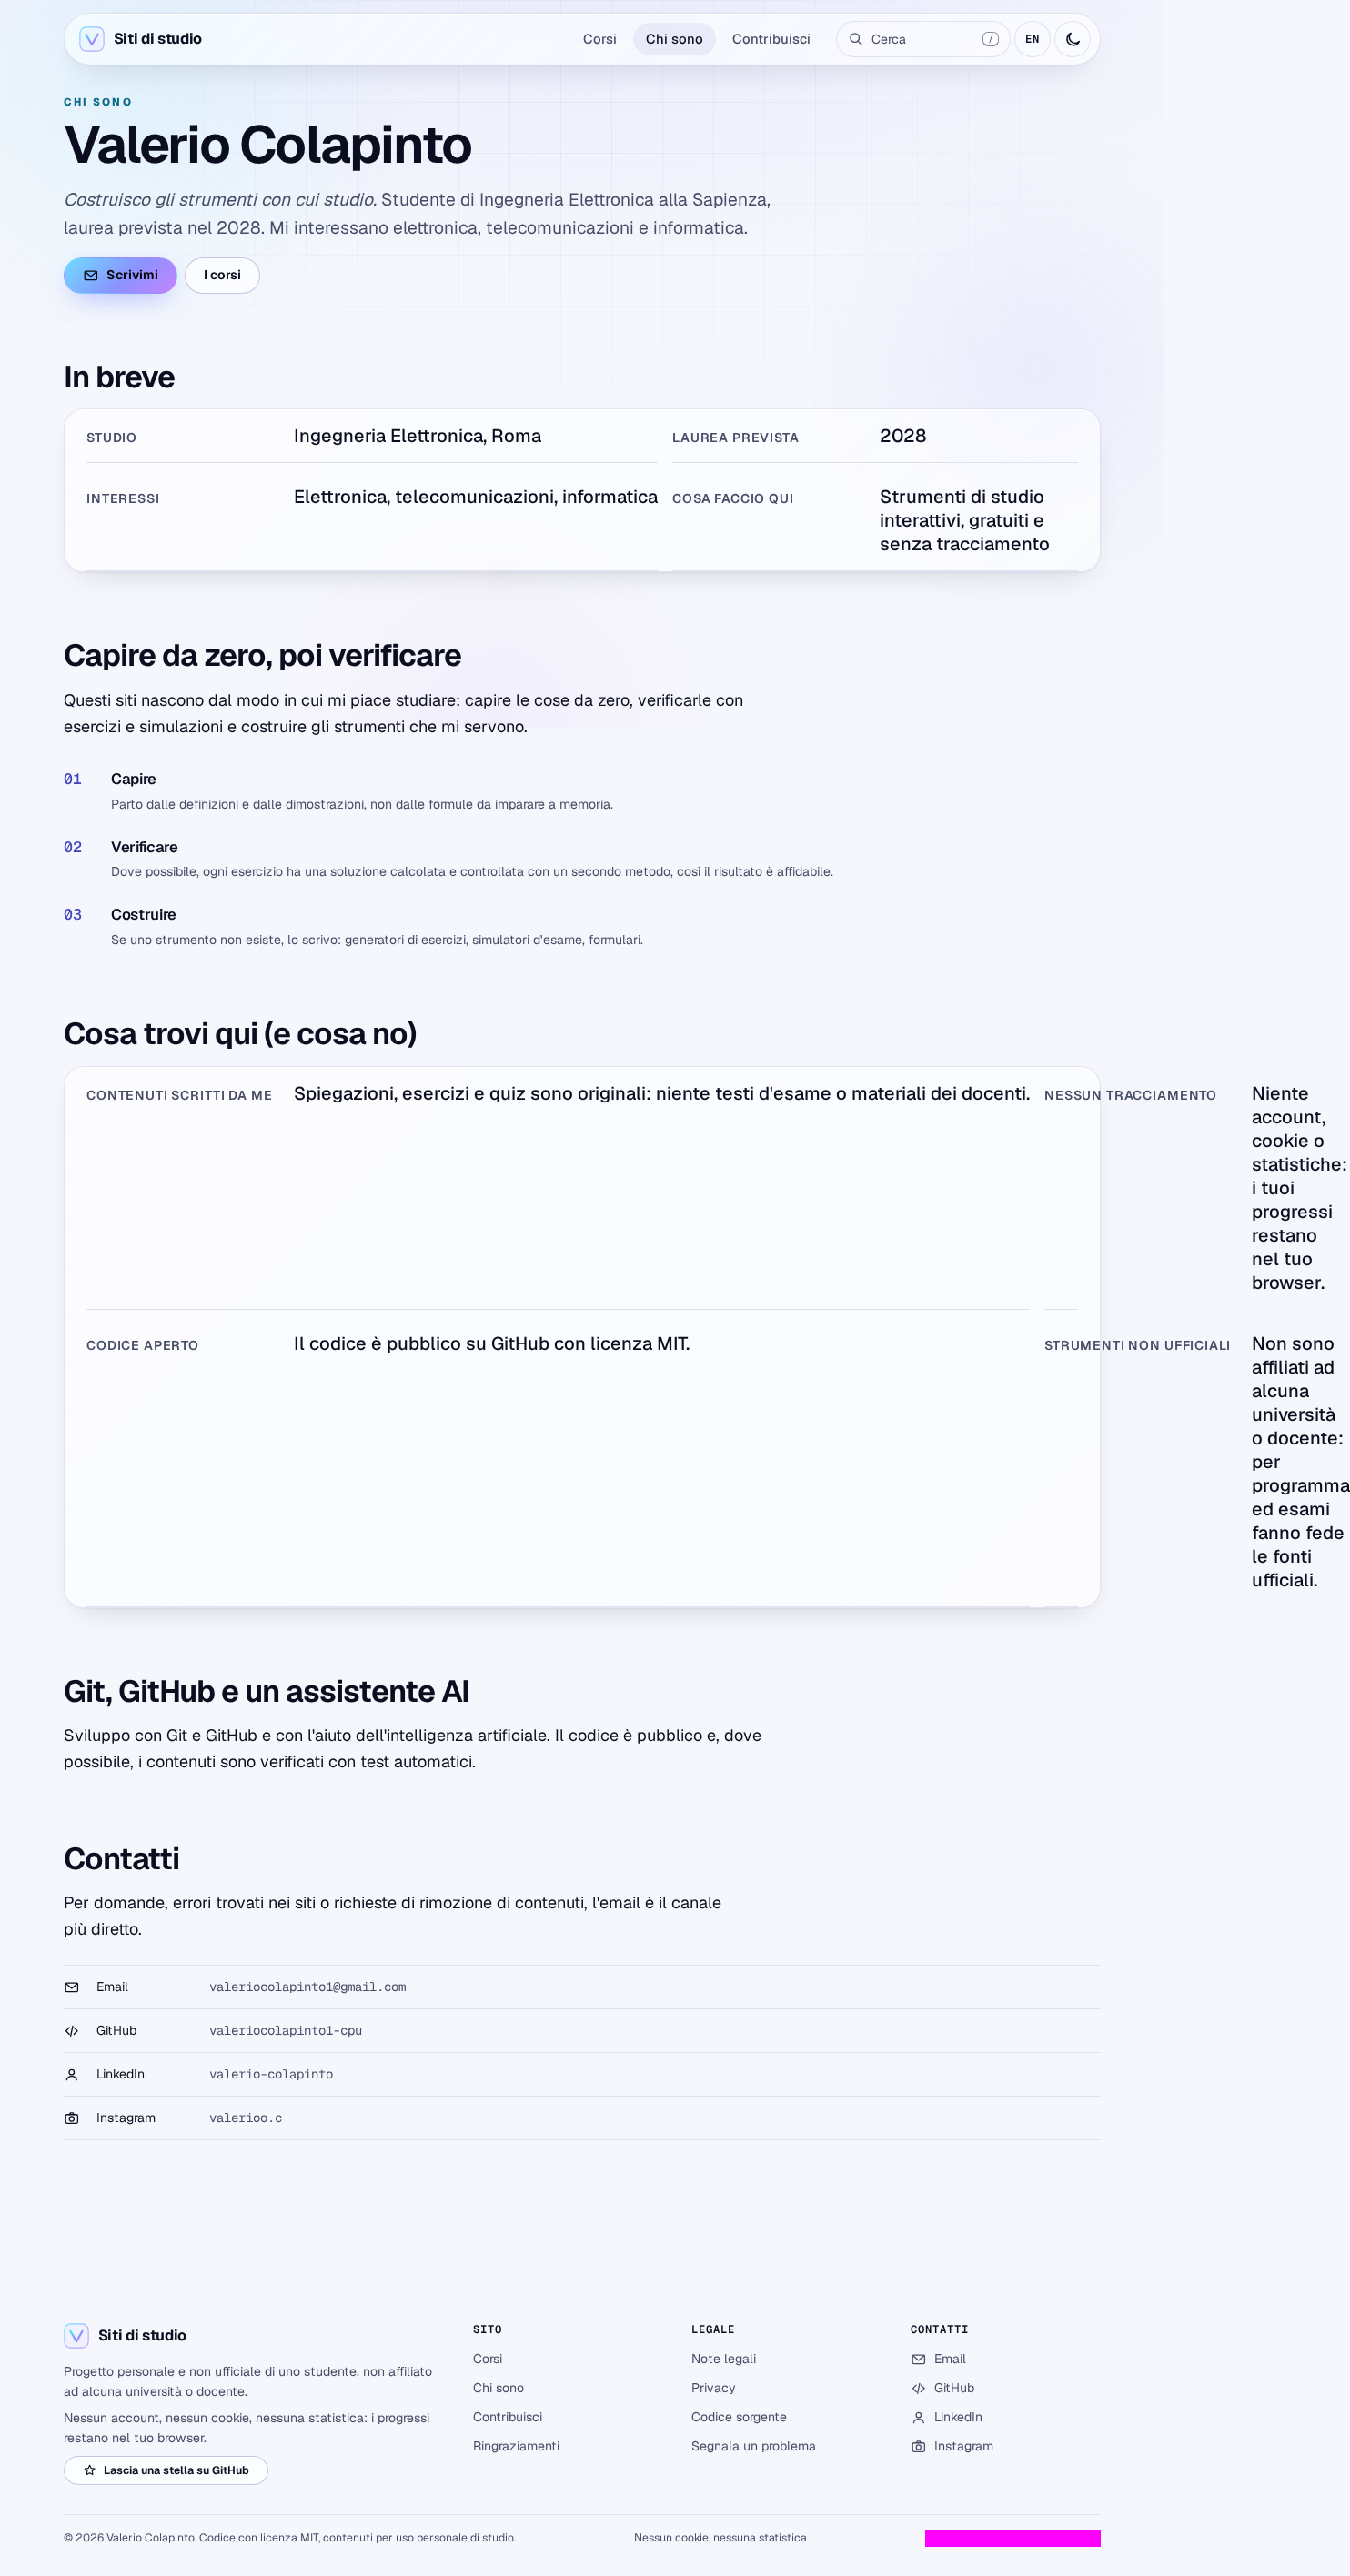 Siti di studio
Corsi
Chi sono
Contribuisci
Cerca
/
EN
CHI SONO
Valerio Colapinto
Costruisco gli strumenti con cui studio. Studente di Ingegneria Elettronica alla Sapienza,
laurea prevista nel 2028. Mi interessano elettronica, telecomunicazioni e informatica.
Scrivimi
I corsi
In breve
STUDIO
Ingegneria Elettronica, Roma
LAUREA PREVISTA
2028
INTERESSI
Elettronica, telecomunicazioni, informatica
COSA FACCIO QUI
Strumenti di studio
interattivi, gratuiti e
senza tracciamento
Capire da zero, poi verificare
Questi siti nascono dal modo in cui mi piace studiare: capire le cose da zero, verificarle con
esercizi e simulazioni e costruire gli strumenti che mi servono.
01
Capire
Parto dalle definizioni e dalle dimostrazioni, non dalle formule da imparare a memoria.
02
Verificare
Dove possibile, ogni esercizio ha una soluzione calcolata e controllata con un secondo metodo, così il risultato è affidabile.
03
Costruire
Se uno strumento non esiste, lo scrivo: generatori di esercizi, simulatori d'esame, formulari.
Cosa trovi qui (e cosa no)
CONTENUTI SCRITTI DA ME
Spiegazioni, esercizi e quiz sono originali: niente testi d'esame o materiali dei docenti.
NESSUN TRACCIAMENTO
Niente
account,
cookie o
statistiche:
i tuoi
progressi
restano
nel tuo
browser.
CODICE APERTO
Il codice è pubblico su GitHub con licenza MIT.
STRUMENTI NON UFFICIALI
Non sono
affiliati ad
alcuna
università
o docente:
per
programma
ed esami
fanno fede
le fonti
ufficiali.
Git, GitHub e un assistente AI
Sviluppo con Git e GitHub e con l'aiuto dell'intelligenza artificiale. Il codice è pubblico e, dove
possibile, i contenuti sono verificati con test automatici.
Contatti
Per domande, errori trovati nei siti o richieste di rimozione di contenuti, l'email è il canale
più diretto.
Email
valeriocolapinto1@gmail.com
GitHub
valeriocolapinto1-cpu
LinkedIn
valerio-colapinto
Instagram
valerioo.c
Siti di studio
Progetto personale e non ufficiale di uno studente, non affiliato
ad alcuna università o docente.
Nessun account, nessun cookie, nessuna statistica: i progressi
restano nel tuo browser.
Lascia una stella su GitHub
SITO
Corsi
Chi sono
Contribuisci
Ringraziamenti
LEGALE
Note legali
Privacy
Codice sorgente
Segnala un problema
CONTATTI
Email
GitHub
LinkedIn
Instagram
© 2026 Valerio Colapinto. Codice con licenza MIT, contenuti per uso personale di studio.
Nessun cookie, nessuna statistica